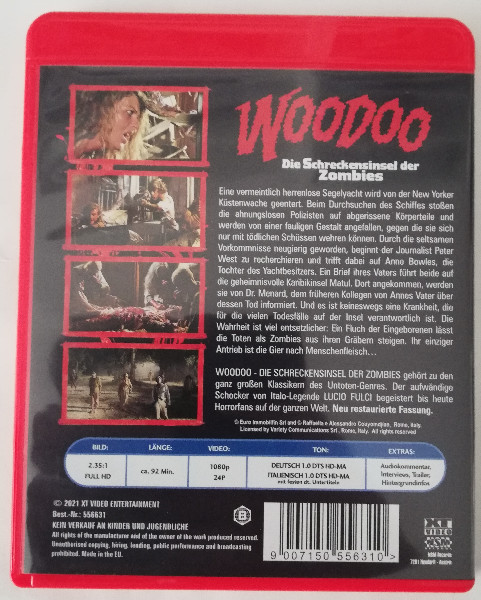 WOODOO
Die Schreckensinsel der
Zombies
Eine vermeintlich herrenlose Segelyacht wird von der New Yorker
Küstenwache geentert. Beim Durchsuchen des Schiffes stoßen
die ahnungslosen Polizisten auf abgerissene Körperteile und
werden von einer fauligen Gestalt angefallen, gegen die sie sich
nur mit tödlichen Schüssen wehren können. Durch die seltsamen
Vorkommnisse neugierig geworden, beginnt der Journalist Peter
West zu recherchieren und trifft dabei auf Anne Bowles, die
Tochter des Yachtbesitzers. Ein Brief ihres Vaters führt beide auf
die geheimnisvolle Karibikinsel Matul. Dort angekommen, werden
sie von Dr. Menard, dem früheren Kollegen von Annes Vater über
dessen Tod informiert. Und es ist keineswegs eine Krankheit, die
für die vielen Todesfälle auf der Insel verantwortlich ist. Die
Wahrheit ist viel entsetzlicher: Ein Fluch der Eingeborenen lässt
die Toten als Zombies aus ihren Gräbern steigen. Ihr einziger
Antrieb ist die Gier nach Menschenfleisch...
WOODOO - DIE SCHRECKENSINSEL DER ZOMBIES gehört zu den
ganz großen Klassikern des Untoten-Genres. Der aufwändige
Schocker von Italo-Legende LUCIO FULCI begeistert bis heute
Horrorfans auf der ganzen Welt. Neu restaurierte Fassung.
Licensed by Variety Communications Srl, Rome, Italy. All rights reserved
BILD: LÄNGE: VIDEO: TON: EXTRAS:
2.35:1 ca. 92 Min. 1080p DEUTSCH 1.0 DTS HD-MA Audiokommentar,
FULL HD 24P ITALIENISCH 1.0 DTS HD-MA Interviews, Trailer,
mit festen dt. Untertiteln Hintergrundinfos.
© 2021 XT VIDEO ENTERTAINMENT
Best.-Nr.: 556631
KEIN VERKAUF AN KINDER UND JUGENDLICHE
All rights of the manufacturer and of the owner of the work produced reserved.
Unauthorised copying, hiring, lending, public performance and broadcasting
prohibited. Made in the EU.
9 007150 556310 >
XT
VIDEO
NSM
NSM Records